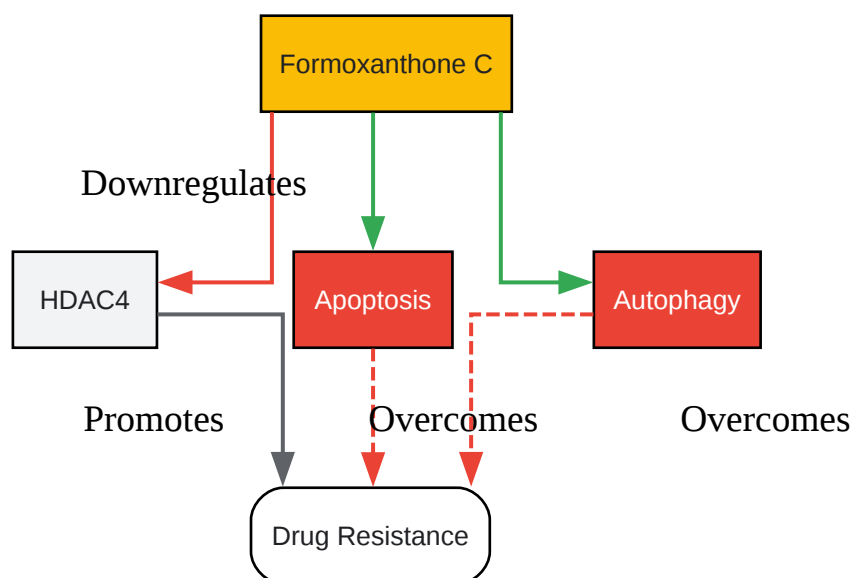 Formoxanthone C
Downregulates
HDAC4
Apoptosis
Autophagy
Promotes
Overcomes
Overcomes
Drug Resistance